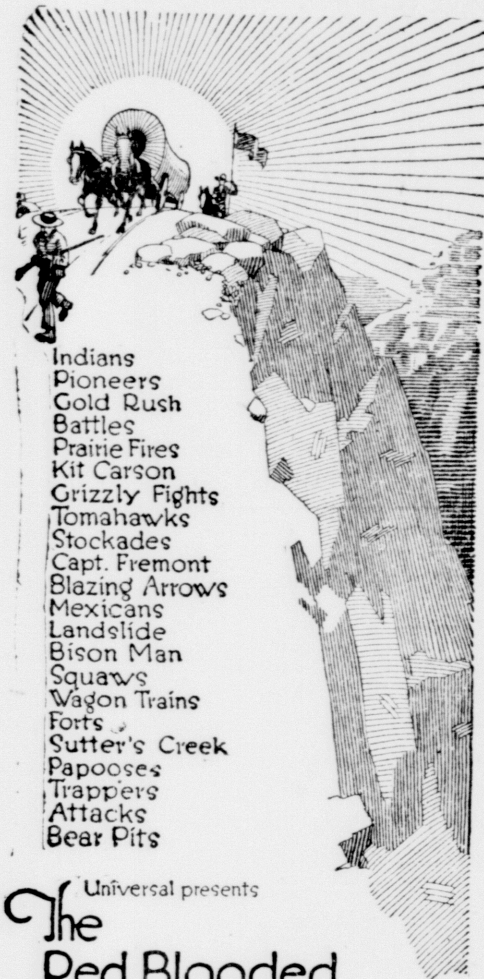 Indians
Pioneers
Gold Rush
Battles
Prairie Fires
Kit Carson
Grizzly Fights
Tomahawks
Stockades
Capt. Fremont
Blazing Arrows
Mexicans
Landslide
Bison Man
Squaws
Wagon Trains
Forts
Sutter's Creek
Papooses
Trappers
Attacks
Bear Pits
Universal presents
The
Red Blooded